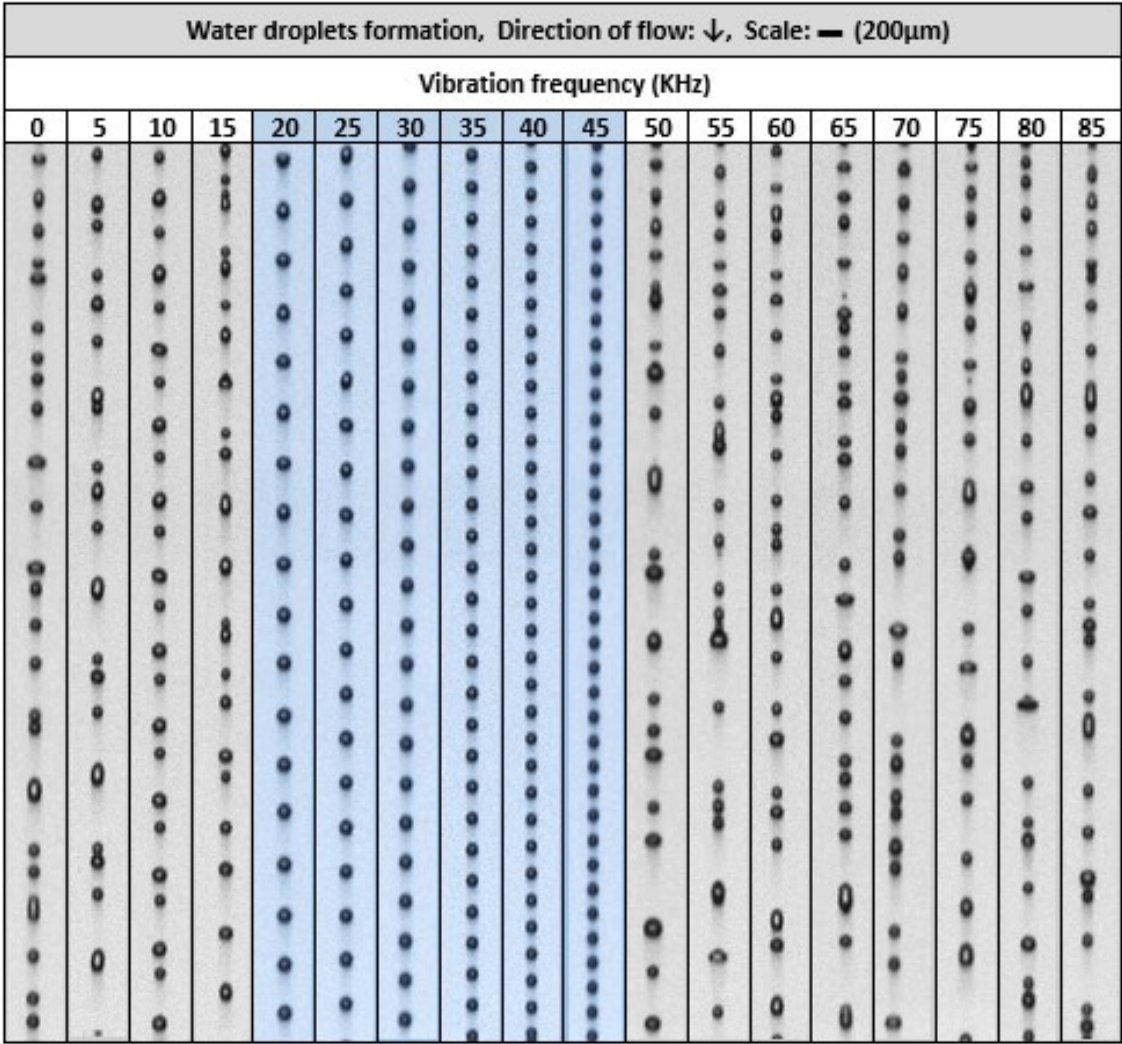 Water droplets formation, Direction of flow: ↓, Scale: ▬ (200µm)
Vibration frequency (KHz)
0 5 10 15 20 25 30 35 40 45 50 55 60 65 70 75 80 85